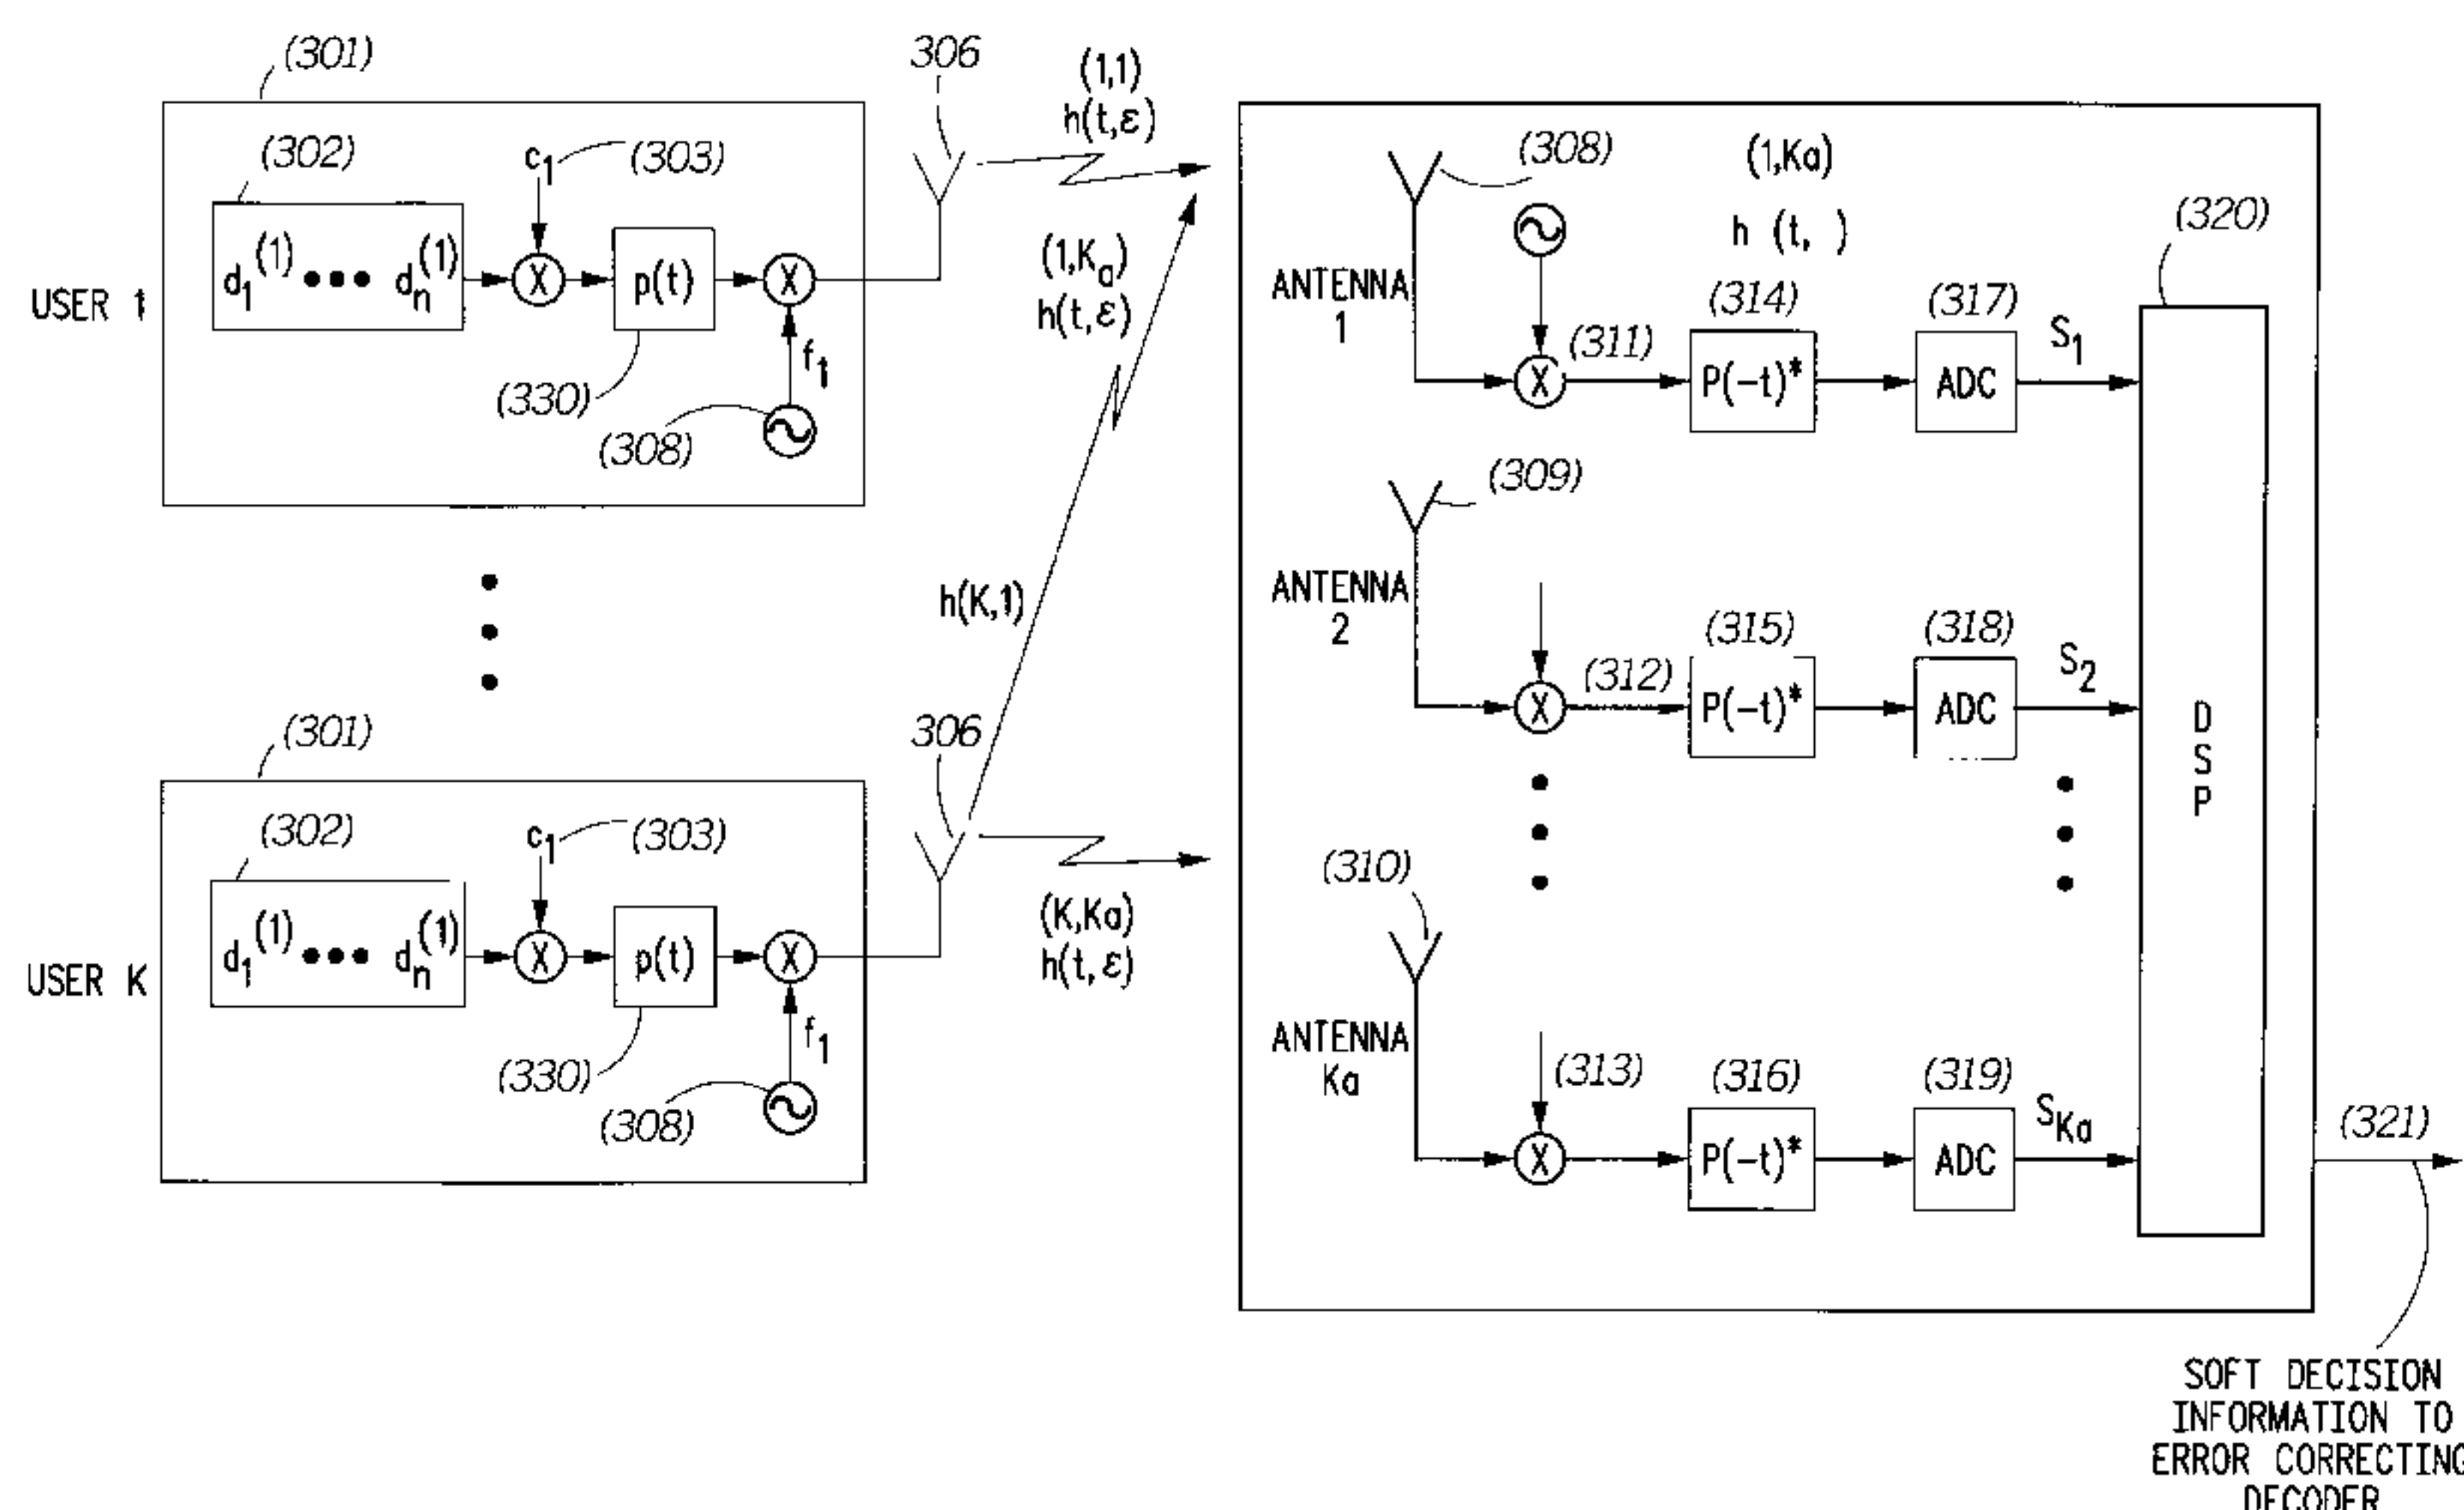 USER 1
(301)
(302)
d1(1) ••• dn(1)
c1
(303)
X
p(t)
X
(330)
f1
(308)
306
(1,1)
h(t,ε)
(1,Ka)
h(t,ε)
h(K,1)
USER K
(301)
(302)
d1(1) ••• dn(1)
c1
(303)
X
p(t)
X
(330)
f1
(308)
306
(K,Ka)
h(t,ε)
(308)
(1,Ka)
h (t, )
ANTENNA
1
X
(311)
(314)
P(-t)*
(317)
ADC
S1
(320)
(309)
ANTENNA
2
X
(312)
(315)
P(-t)*
(318)
ADC
S2
D
S
P
(310)
ANTENNA
Ka
X
(313)
(316)
P(-t)*
(319)
ADC
SKa
(321)
SOFT DECISION
INFORMATION TO
ERROR CORRECTING
DECODER